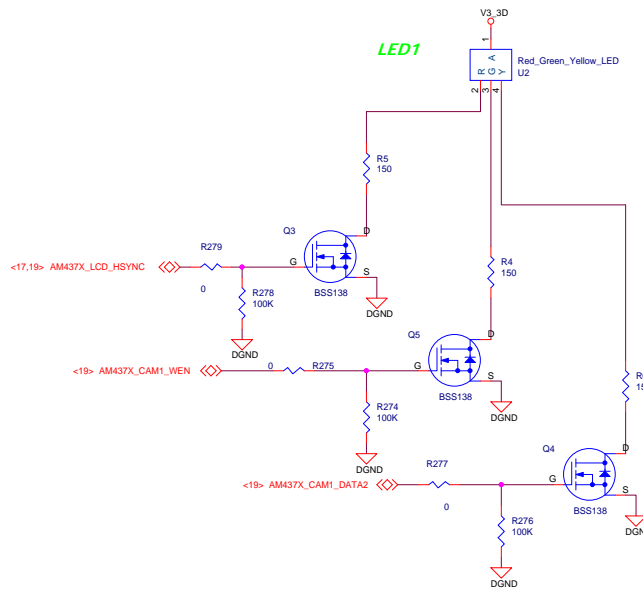 V3_3D
LED1
1
Red_Green_Yellow_LED
U2
R G Y
A
2 3 4
R5
150
Q3
D
R279
<17,19> AM437X_LCD_HSYNC
G
R4
150
S
0
R278
100K
BSS138
DGND
Q5
D
DGND
<19> AM437X_CAM1_WEN
0
R275
G
S
R274
100K
BSS138
DGND
Q4
D
DGND
R277
<19> AM437X_CAM1_DATA2
G
S
0
R276
100K
BSS138
DGND